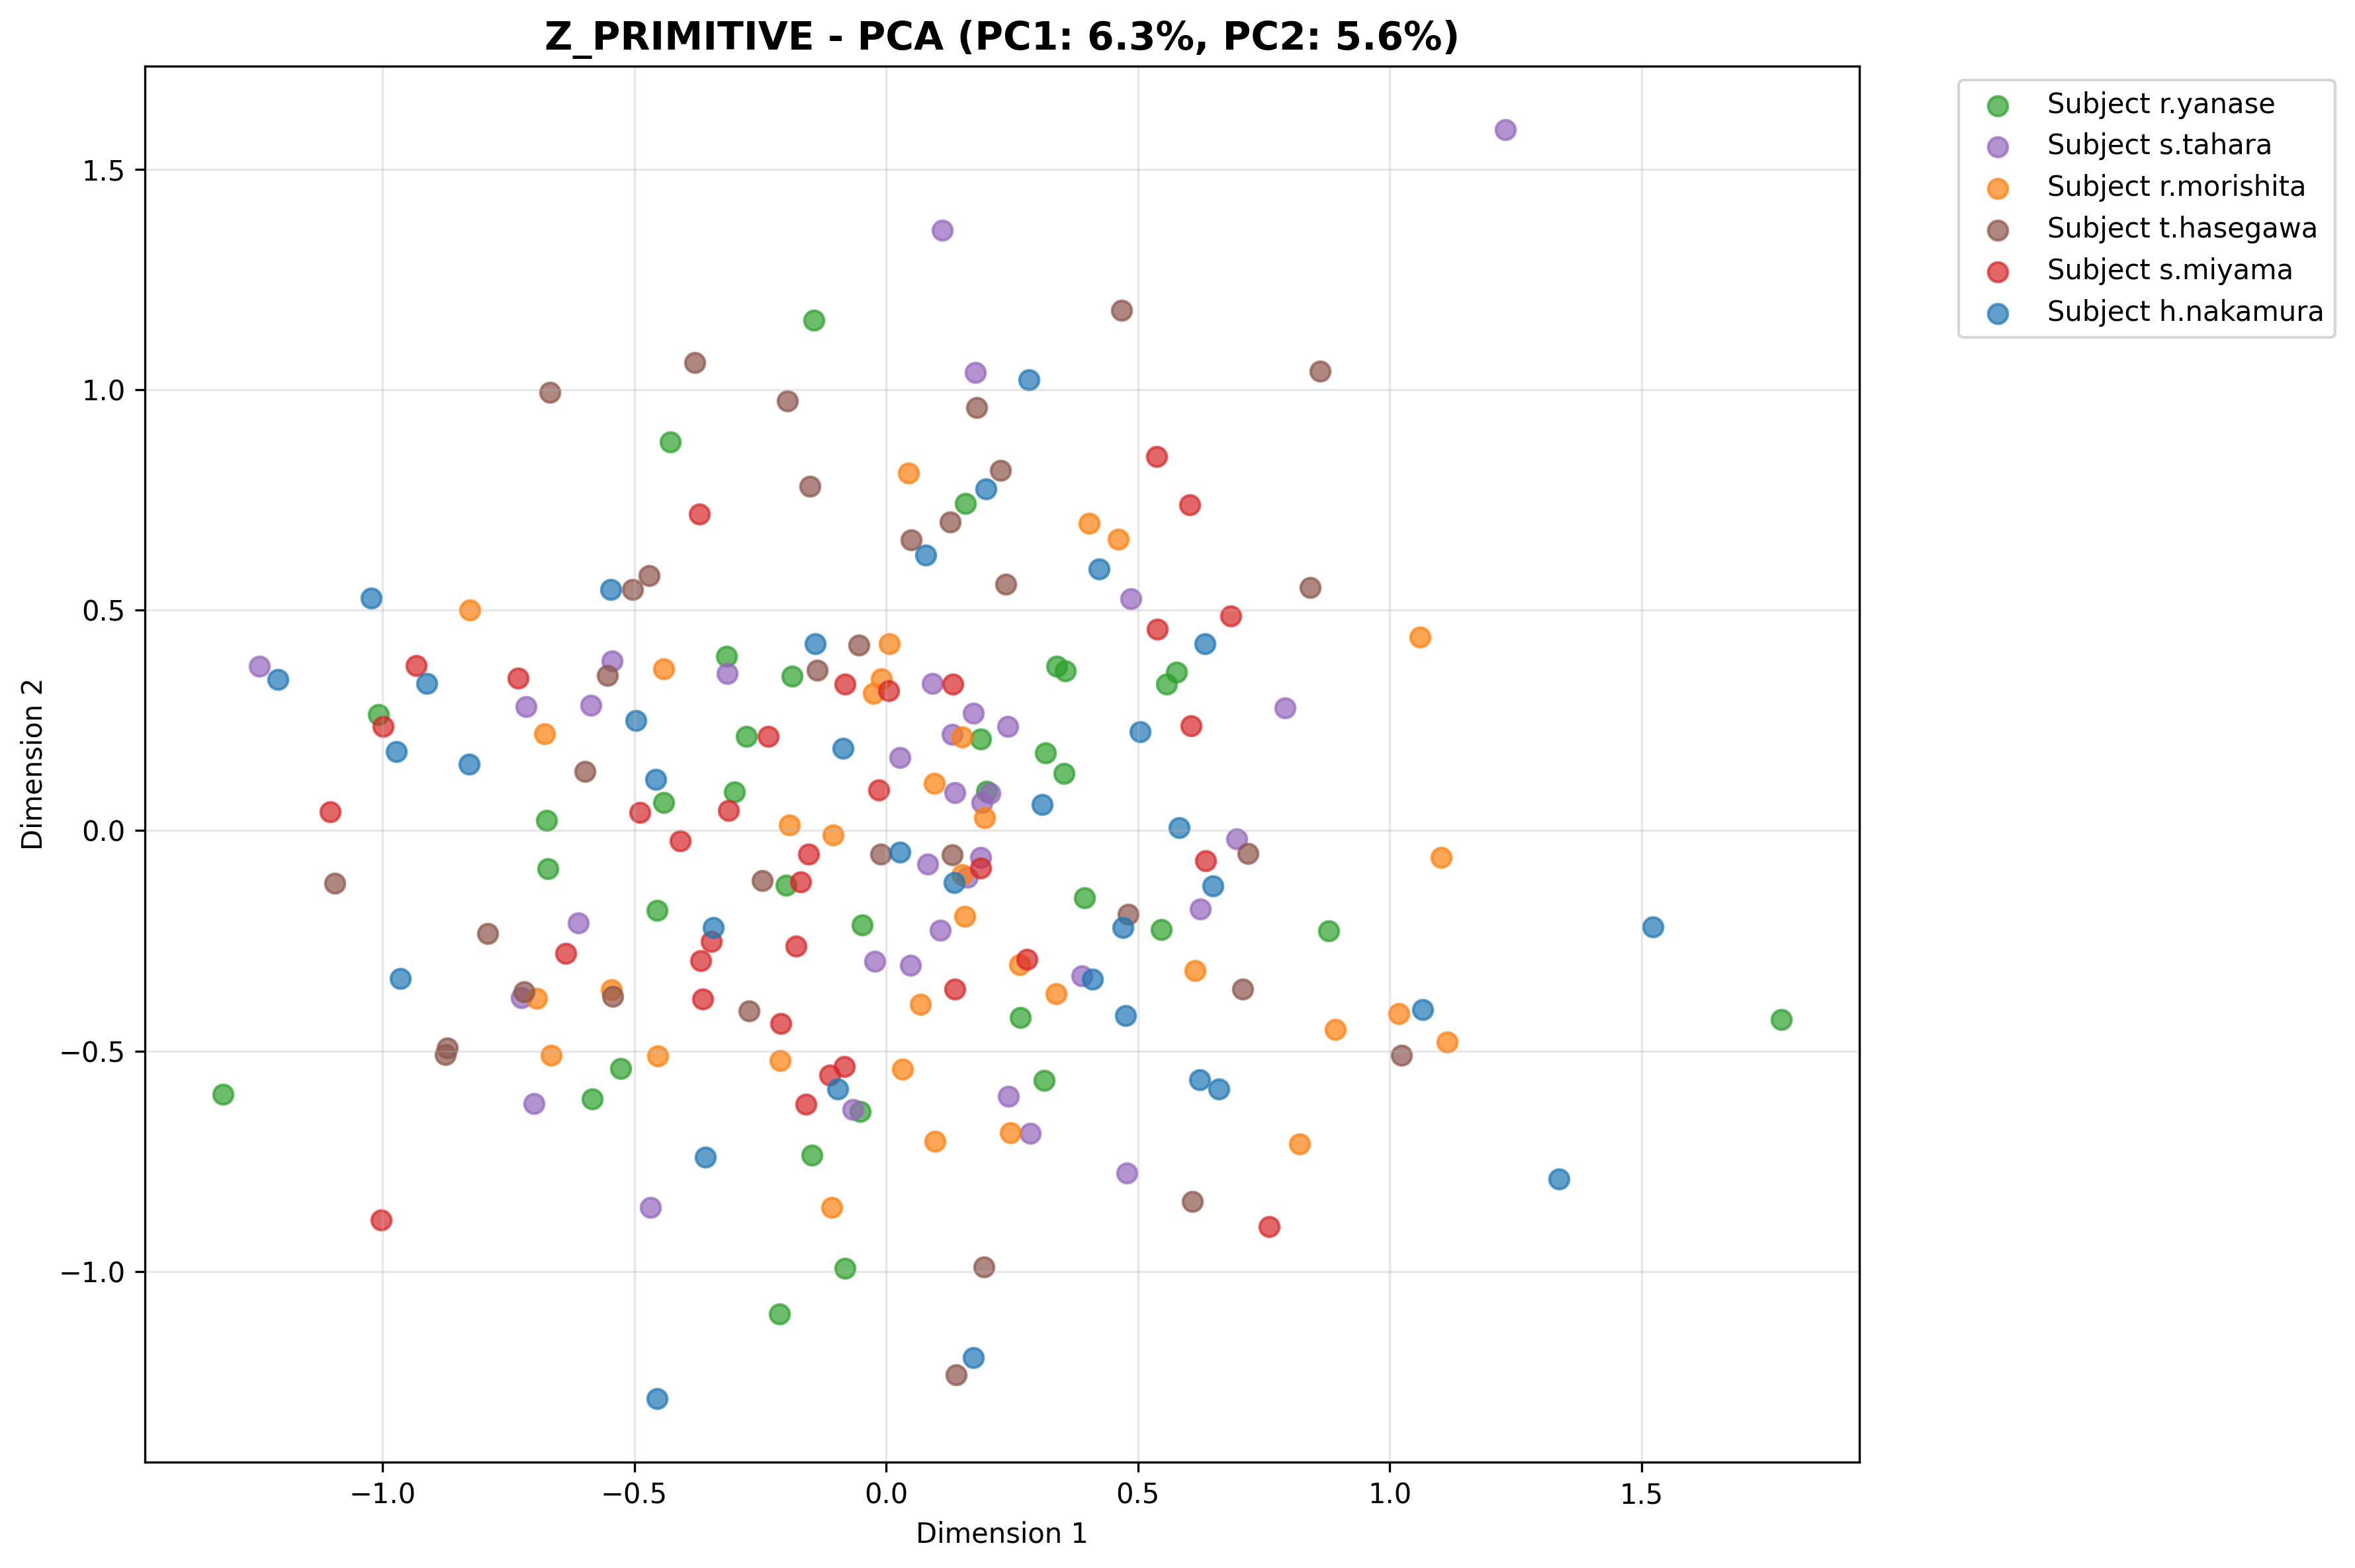 Z_PRIMITIVE - PCA (PC1: 6.3%, PC2: 5.6%)
Subject r.yanase
Subject s.tahara
Subject r.morishita
Subject t.hasegawa
Subject s.miyama
Subject h.nakamura
Dimension 2
1.5
1.0
0.5
0.0
−0.5
−1.0
−1.0 −0.5 0.0 0.5 1.0 1.5
Dimension 1